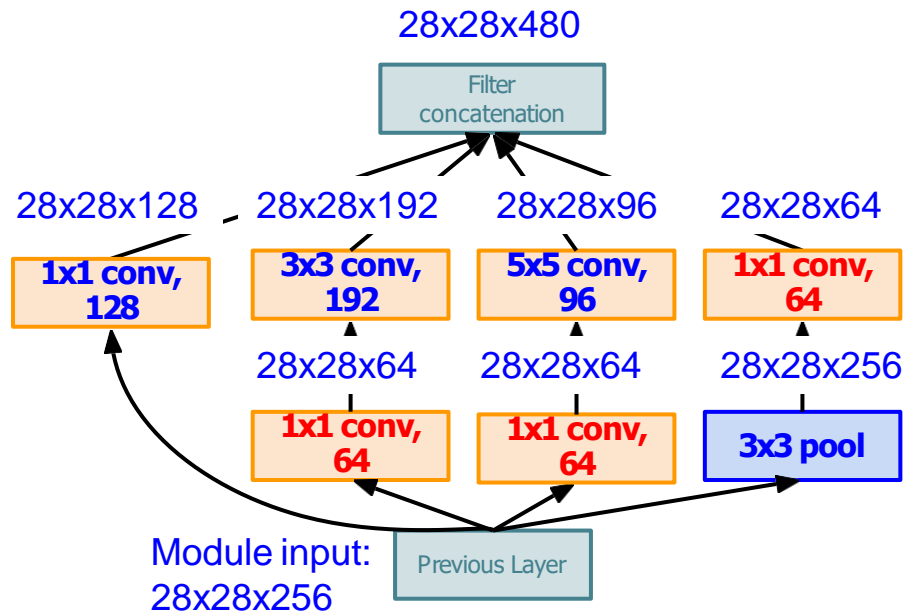 28x28x480
Filter
concatenation
28x28x128
28x28x192
28x28x96
28x28x64
1x1 conv,
128
3x3 conv,
192
5x5 conv,
96
1x1 conv,
64
28x28x64
28x28x64
28x28x256
1x1 conv,
64
1x1 conv,
64
3x3 pool
Module input:
28x28x256
Previous Layer